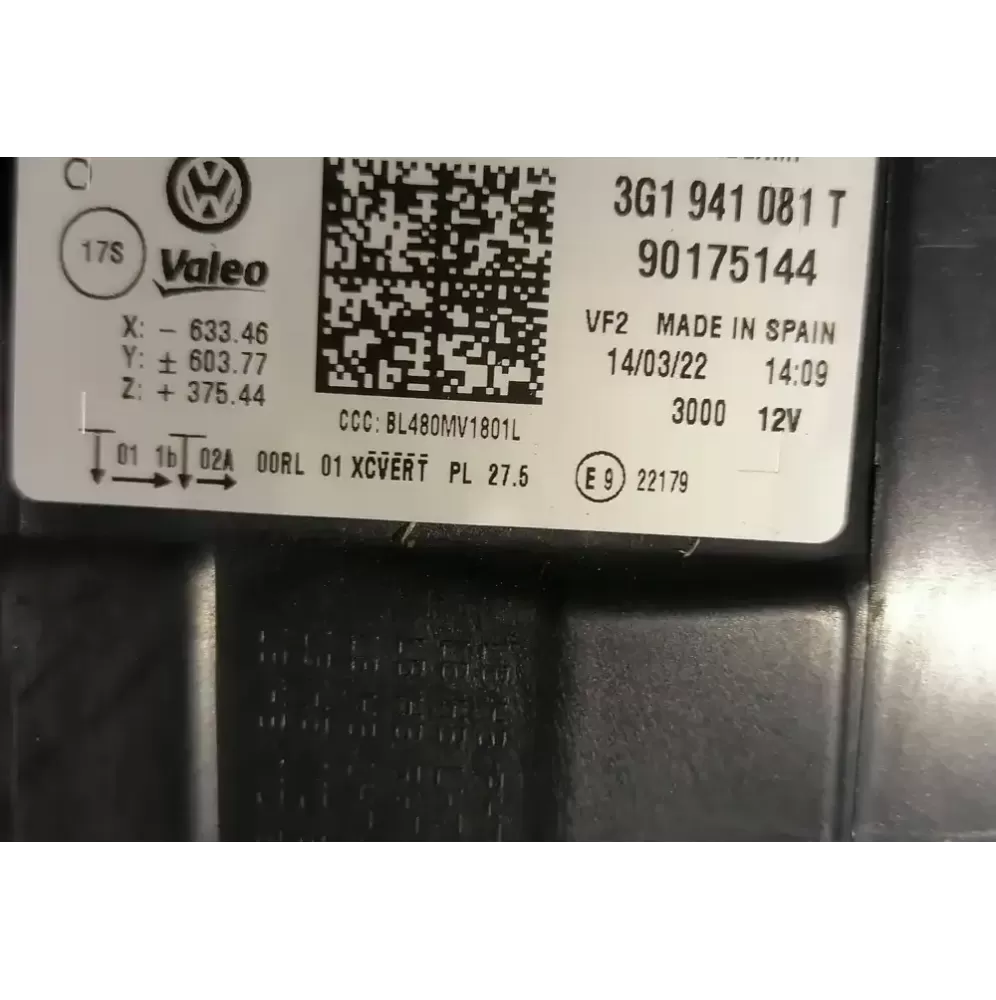 3G1 941 081 T
90175144
17S
Valeo
X: - 633.46
Y: ± 603.77
Z: + 375.44
VF2 MADE IN SPAIN
14/03/22 14:09
3000 12V
CCC: BL480MV1801L
01 1b 02A 00RL 01 XCVERT PL 27.5
E 9 22179